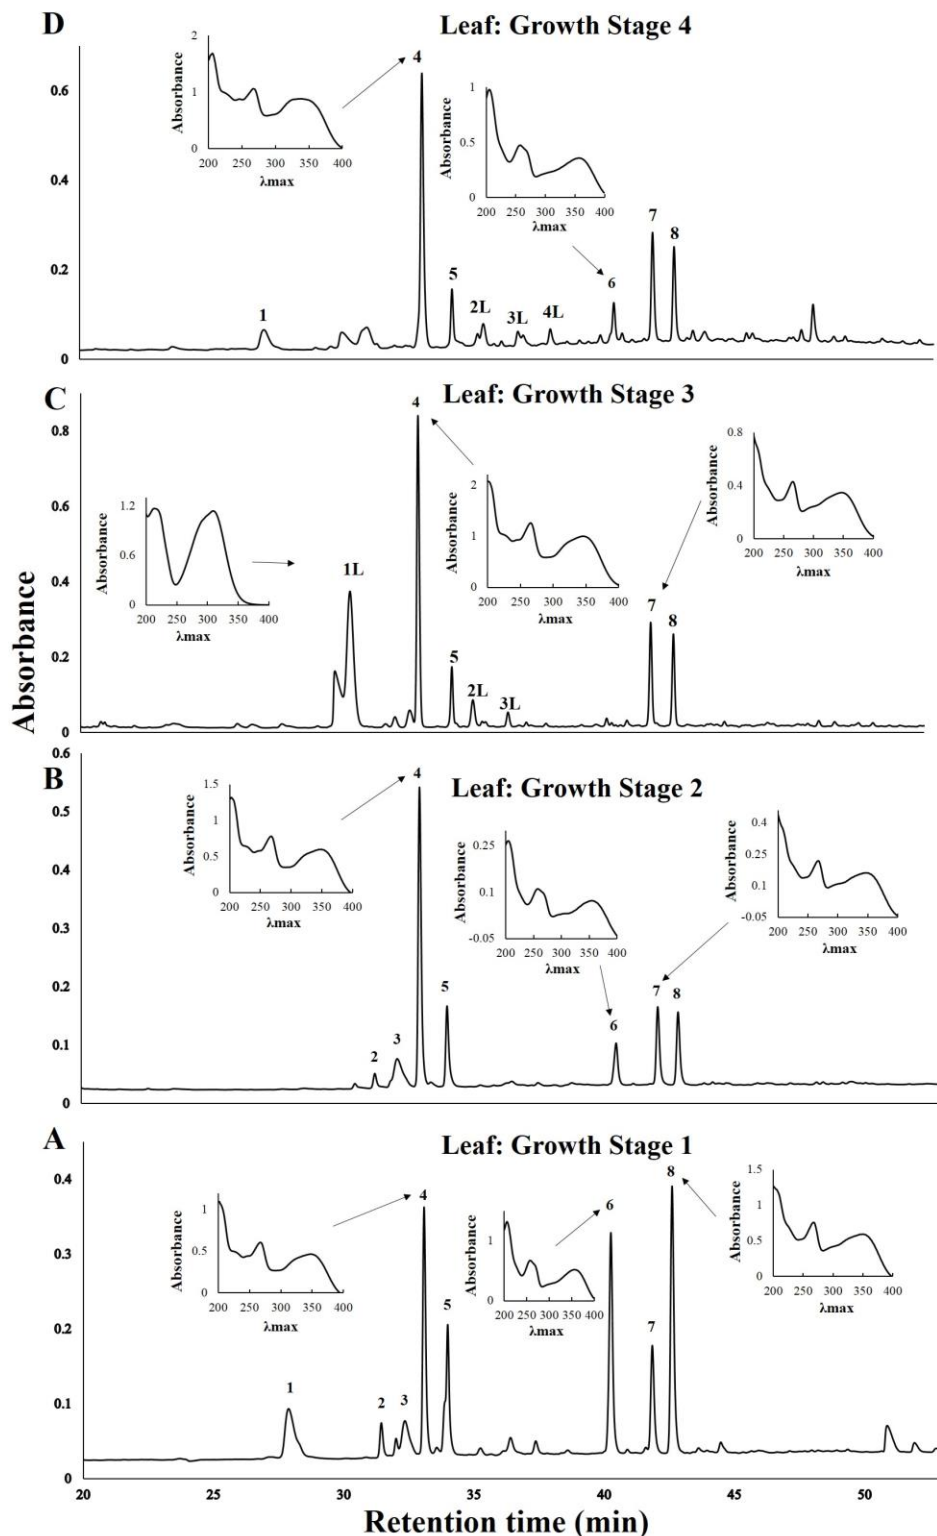 D
Leaf: Growth Stage 4
0.6
0.4
0.2
0
Absorbance
2
1
0
200 250 300 350 400
λmax
Absorbance
1
0.5
0
200 250 300 350 400
λmax
1
4
5
2L
3L
4L
6
7
8
C
Leaf: Growth Stage 3
0.8
0.6
0.4
0.2
0
Absorbance
1.2
0.6
0
200 250 300 350 400
λmax
Absorbance
2
1
0
200 250 300 350 400
λmax
Absorbance
0.8
0.4
0
200 250 300 350 400
λmax
1L
4
5
2L
3L
7
8
Absorbance
B
Leaf: Growth Stage 2
0.6
0.5
0.4
0.3
0.2
0.1
0
Absorbance
1.5
1
0.5
0
200 250 300 350 400
λmax
Absorbance
0.25
0.1
-0.05
200 250 300 350 400
λmax
Absorbance
0.4
0.25
0.1
-0.05
200 250 300 350 400
λmax
2
3
4
5
6
7
8
A
Leaf: Growth Stage 1
0.4
0.3
0.2
0.1
0
Absorbance
1
0.5
0
200 250 300 350 400
λmax
Absorbance
1
0
200 250 300 350 400
λmax
Absorbance
1.5
1
0.5
0
200 250 300 350 400
λmax
1
2
3
4
5
6
7
8
20 25 30 35 40 45 50
Retention time (min)